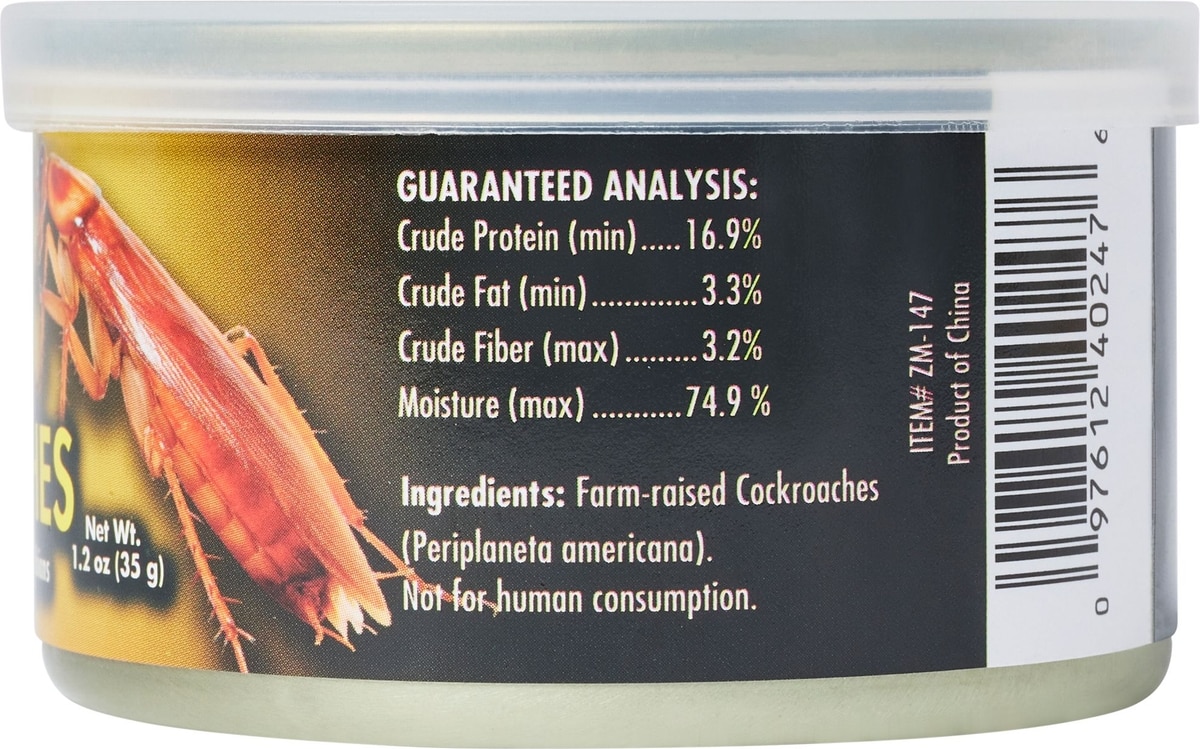 GUARANTEED ANALYSIS:
Crude Protein (min).....16.9%
Crude Fat (min).............3.3%
Crude Fiber (max).........3.2%
Moisture (max)...........74.9 %
Ingredients: Farm-raised Cockroaches
(Periplaneta americana).
Not for human consumption.
ES
Net Wt.
1.2 oz (35 g)
ITEM# ZM-147
Product of China
0 97612 40247 6